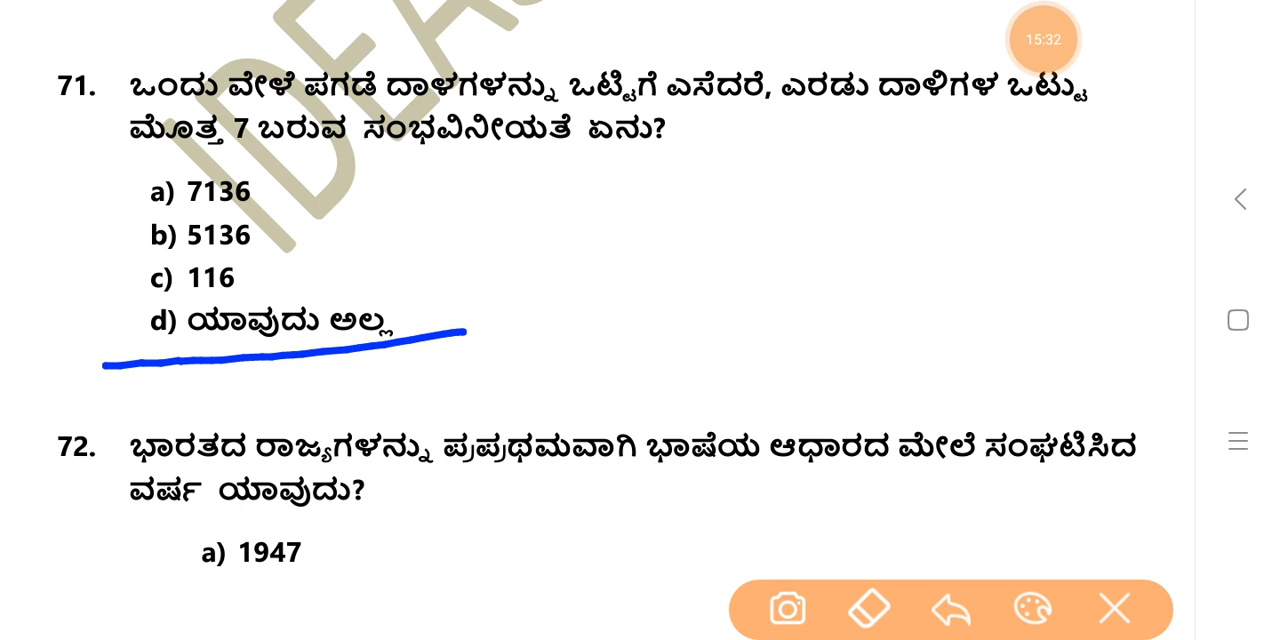 15:32
71. ಒಂದು ವೇಳೆ ಪಗಡೆ ದಾಳಗಳನ್ನು ಒಟ್ಟಿಗೆ ಎಸೆದರೆ, ಎರಡು ದಾಳಿಗಳ ಒಟ್ಟು
ಮೊತ್ತ 7 ಬರುವ ಸಂಭವಿನೀಯತೆ ಏನು?
a) 7136
b) 5136
c) 116
d) ಯಾವುದು ಅಲ್ಲ
72. ಭಾರತದ ರಾಜ್ಯಗಳನ್ನು ಪ್ರಪ್ರಥಮವಾಗಿ ಭಾಷೆಯ ಆಧಾರದ ಮೇಲೆ ಸಂಘಟಿಸಿದ
ವರ್ಷ ಯಾವುದು?
a) 1947